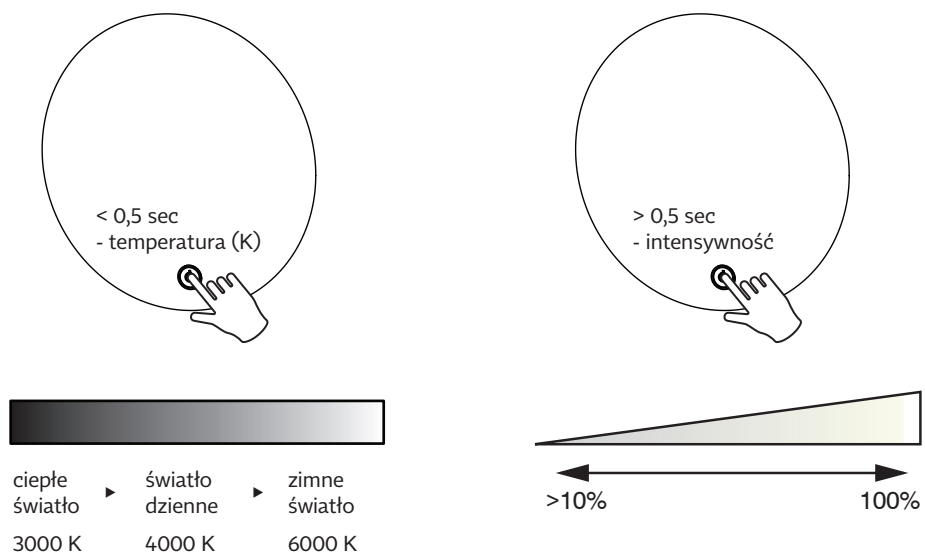 < 0,5 sec
- temperatura (K)
> 0,5 sec
- intensywność
ciepłe
światło
▶
światło
dzienne
▶
zimne
światło
3000 K
4000 K
6000 K
>10%
100%